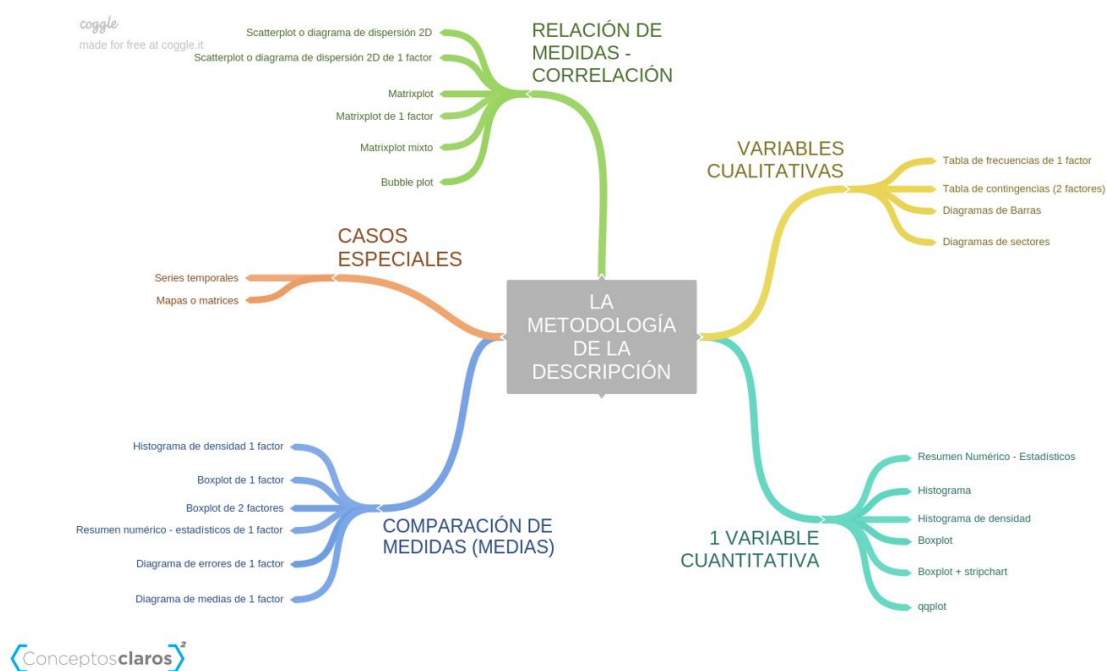 coggle
made for free at coggle.it
RELACIÓN DE
MEDIDAS -
CORRELACIÓN
Scatterplot o diagrama de dispersión 2D
Scatterplot o diagrama de dispersión 2D de 1 factor
Matrixplot
Matrixplot de 1 factor
Matrixplot mixto
Bubble plot
VARIABLES
CUALITATIVAS
Tabla de frecuencias de 1 factor
Tabla de contingencias (2 factores)
Diagramas de Barras
Diagramas de sectores
CASOS
ESPECIALES
Series temporales
Mapas o matrices
LA
METODOLOGÍA
DE LA
DESCRIPCIÓN
Histograma de densidad 1 factor
Boxplot de 1 factor
Boxplot de 2 factores
Resumen numérico - estadísticos de 1 factor
Diagrama de errores de 1 factor
Diagrama de medias de 1 factor
COMPARACIÓN DE
MEDIDAS (MEDIAS)
1 VARIABLE
CUANTITATIVA
Resumen Numérico - Estadísticos
Histograma
Histograma de densidad
Boxplot
Boxplot + stripchart
qqplot
Conceptosclaros 2